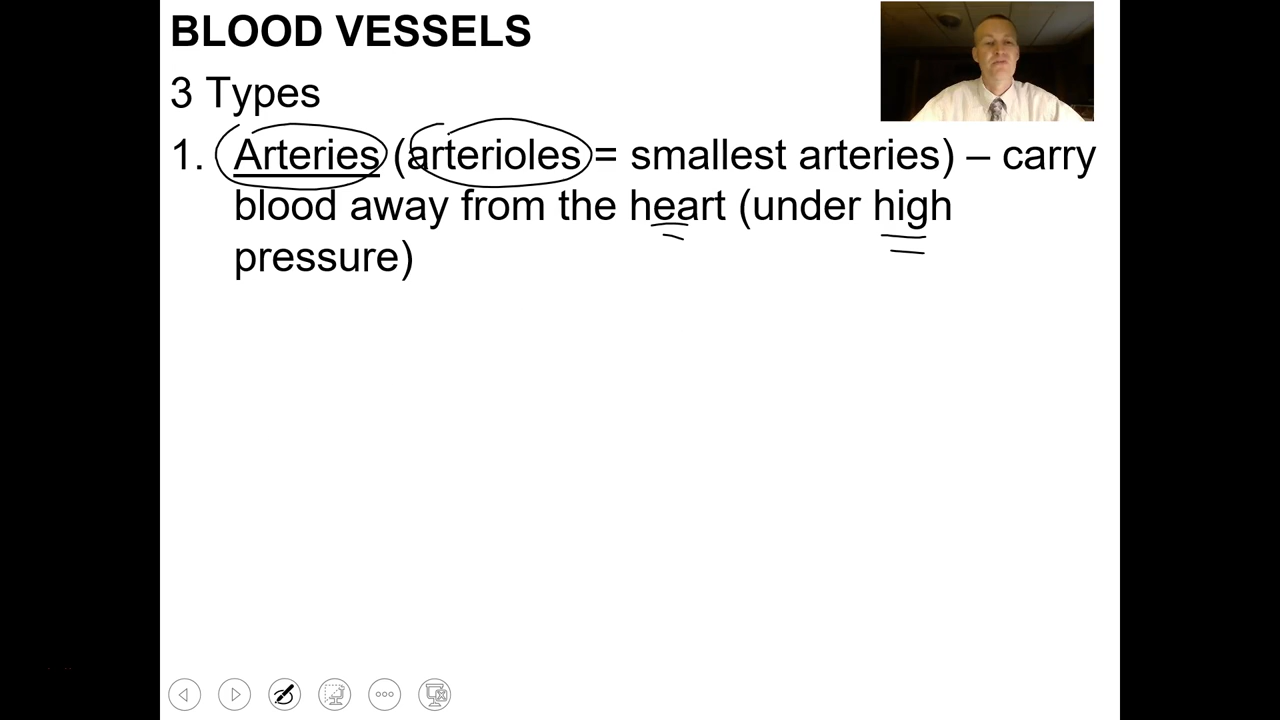 BLOOD VESSELS
3 Types
1. Arteries (arterioles = smallest arteries) – carry
blood away from the heart (under high
pressure)